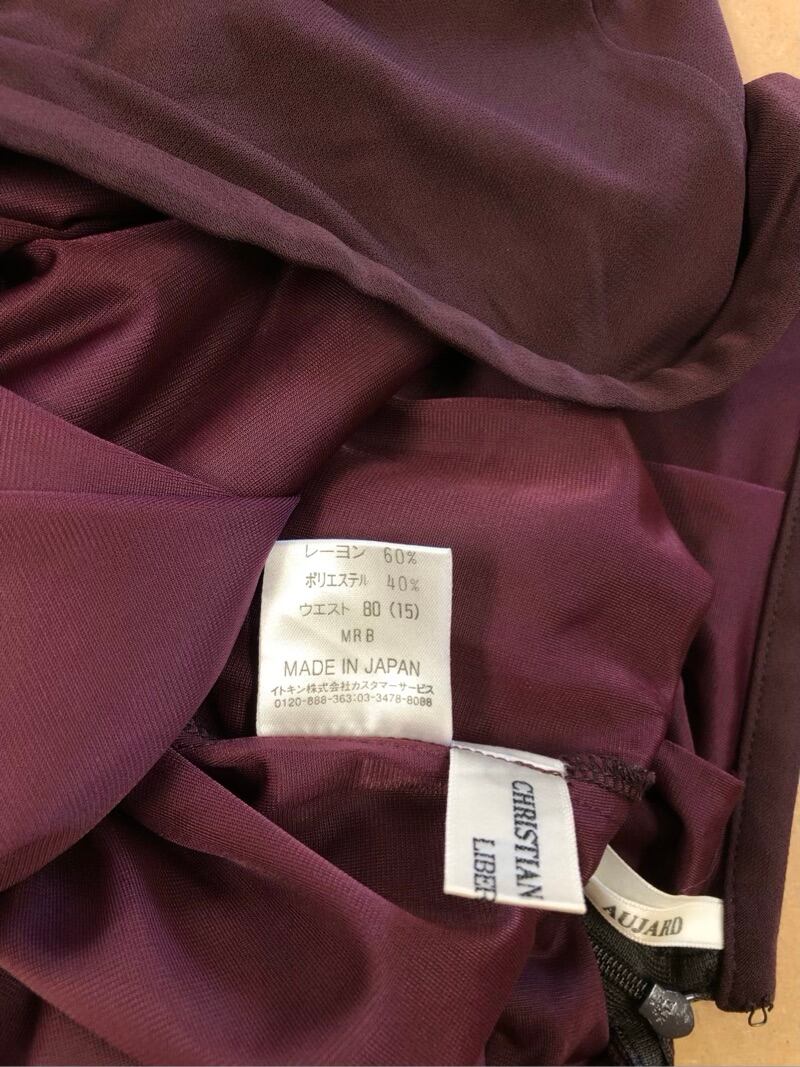 レーヨン 60%
ポリエステル 40%
ウエスト 80 (15)
MRB
MADE IN JAPAN
イトキン株式会社カスタマーサービス
0120-888-363:03-3478-8088
CHRISTIAN
LIBER
AUJARD